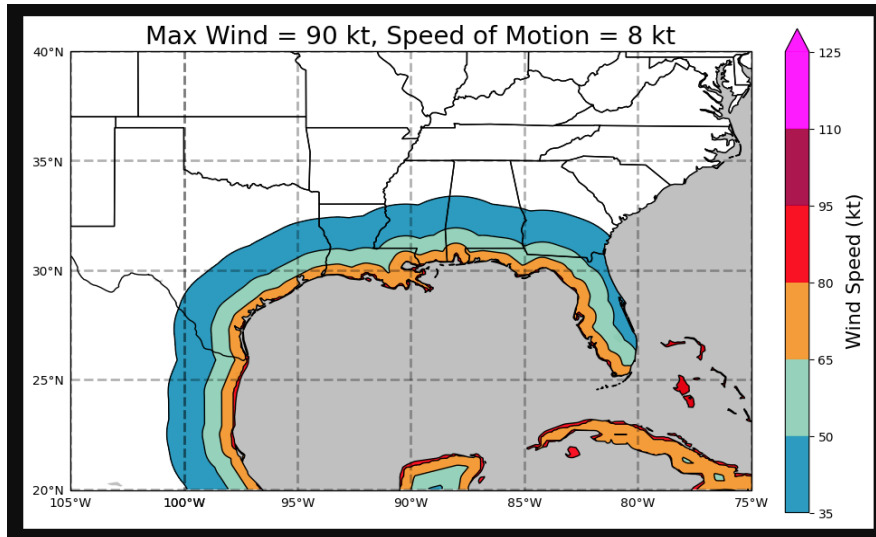 Max Wind = 90 kt, Speed of Motion = 8 kt
40°N
35°N
30°N
25°N
20°N
105°W 100°W 95°W 90°W 85°W 80°W 75°W
125
110
95
80
65
50
35
Wind Speed (kt)